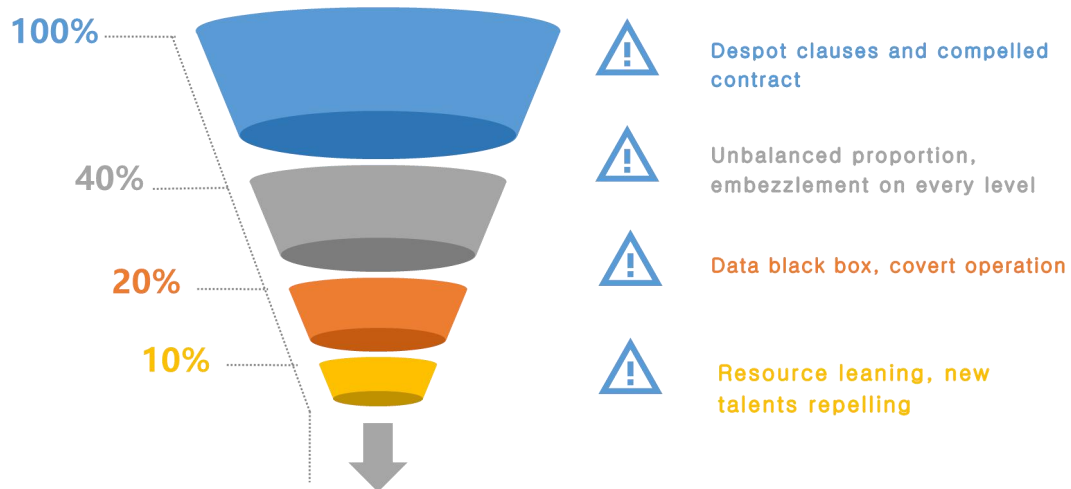 100%
Despot clauses and compelled
contract
40%
Unbalanced proportion,
embezzlement on every level
20%
Data black box, covert operation
10%
Resource leaning, new
talents repelling